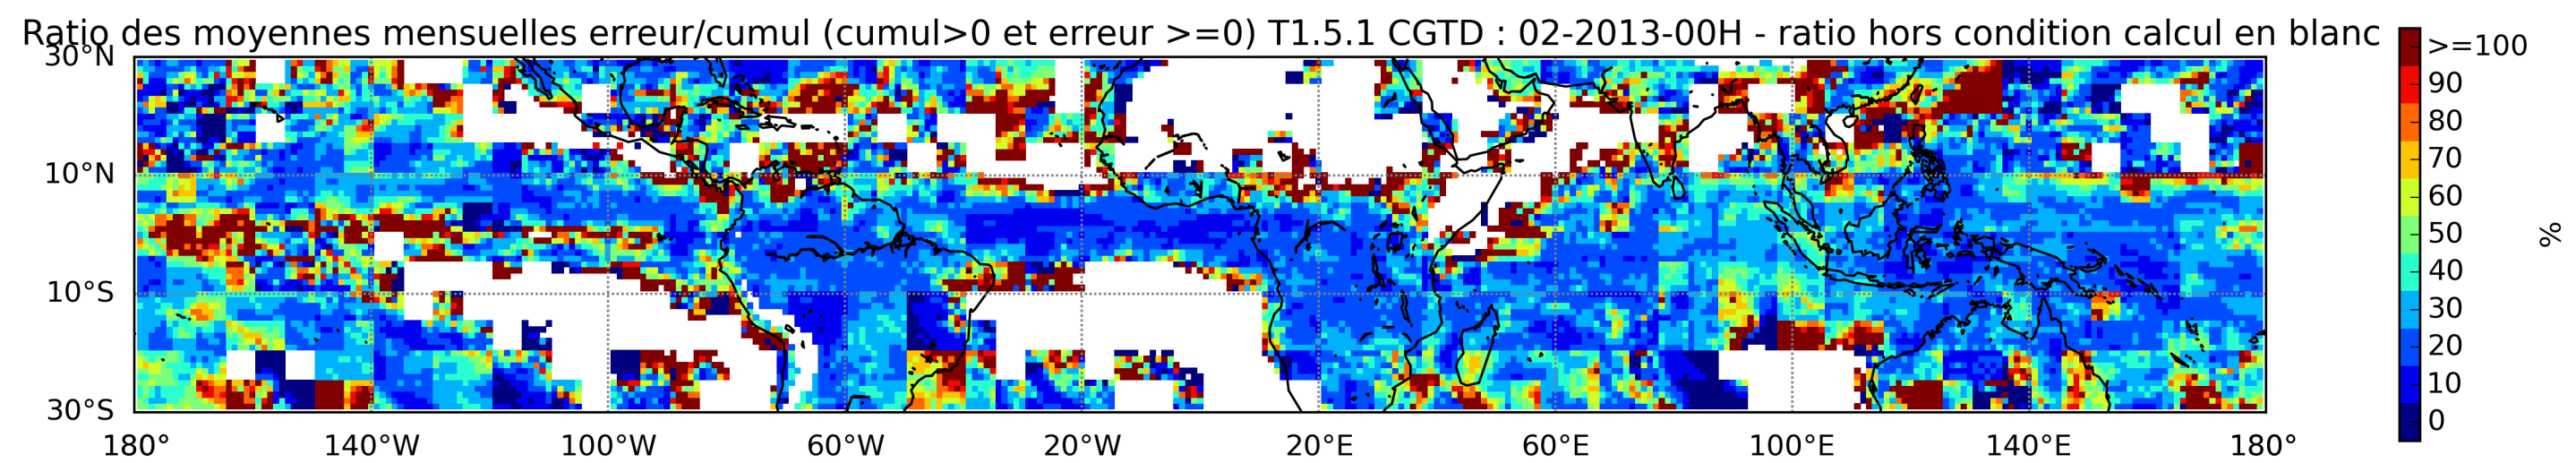 Ratio des moyennes mensuelles erreur/cumul (cumul>0 et erreur >=0) T1.5.1 CGTD : 02-2013-00H - ratio hors condition calcul en blanc
30°N
10°N
10°S
30°S
180° 140°W 100°W 60°W 20°W 20°E 60°E 100°E 140°E 180°
>=100
90
80
70
60
50
40
30
20
10
0
%